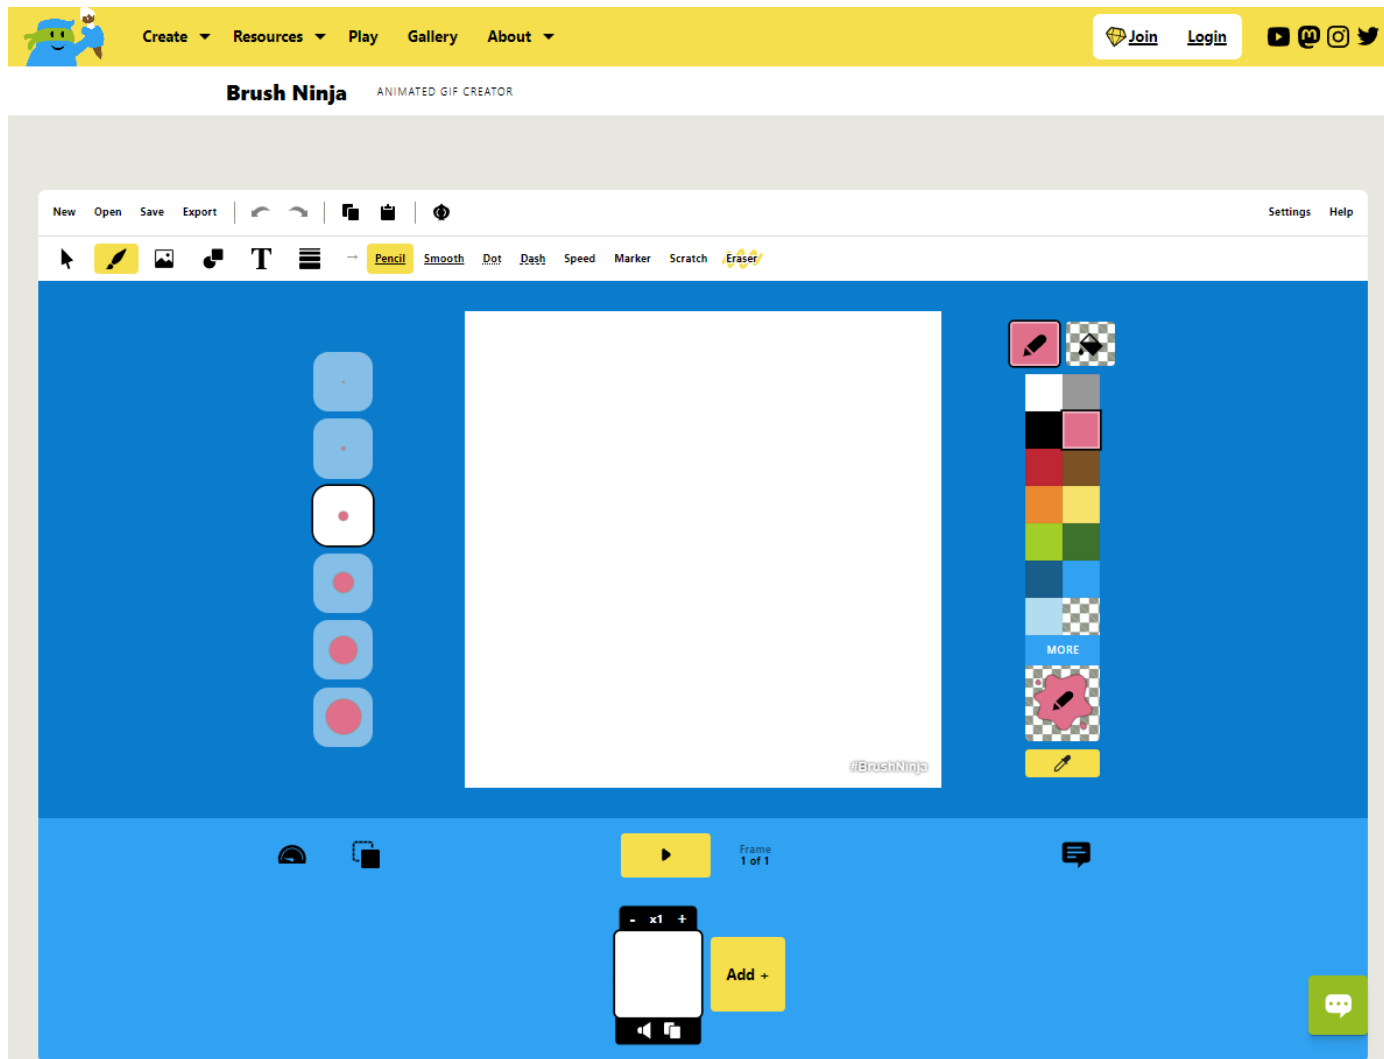 Create Resources Play Gallery About Join Login
Brush Ninja ANIMATED GIF CREATOR
New Open Save Export Settings Help
T → Pencil Smooth Dot Dash Speed Marker Scratch Eraser
MORE
#BrushNinja
Frame
1 of 1
- x1 +
Add +